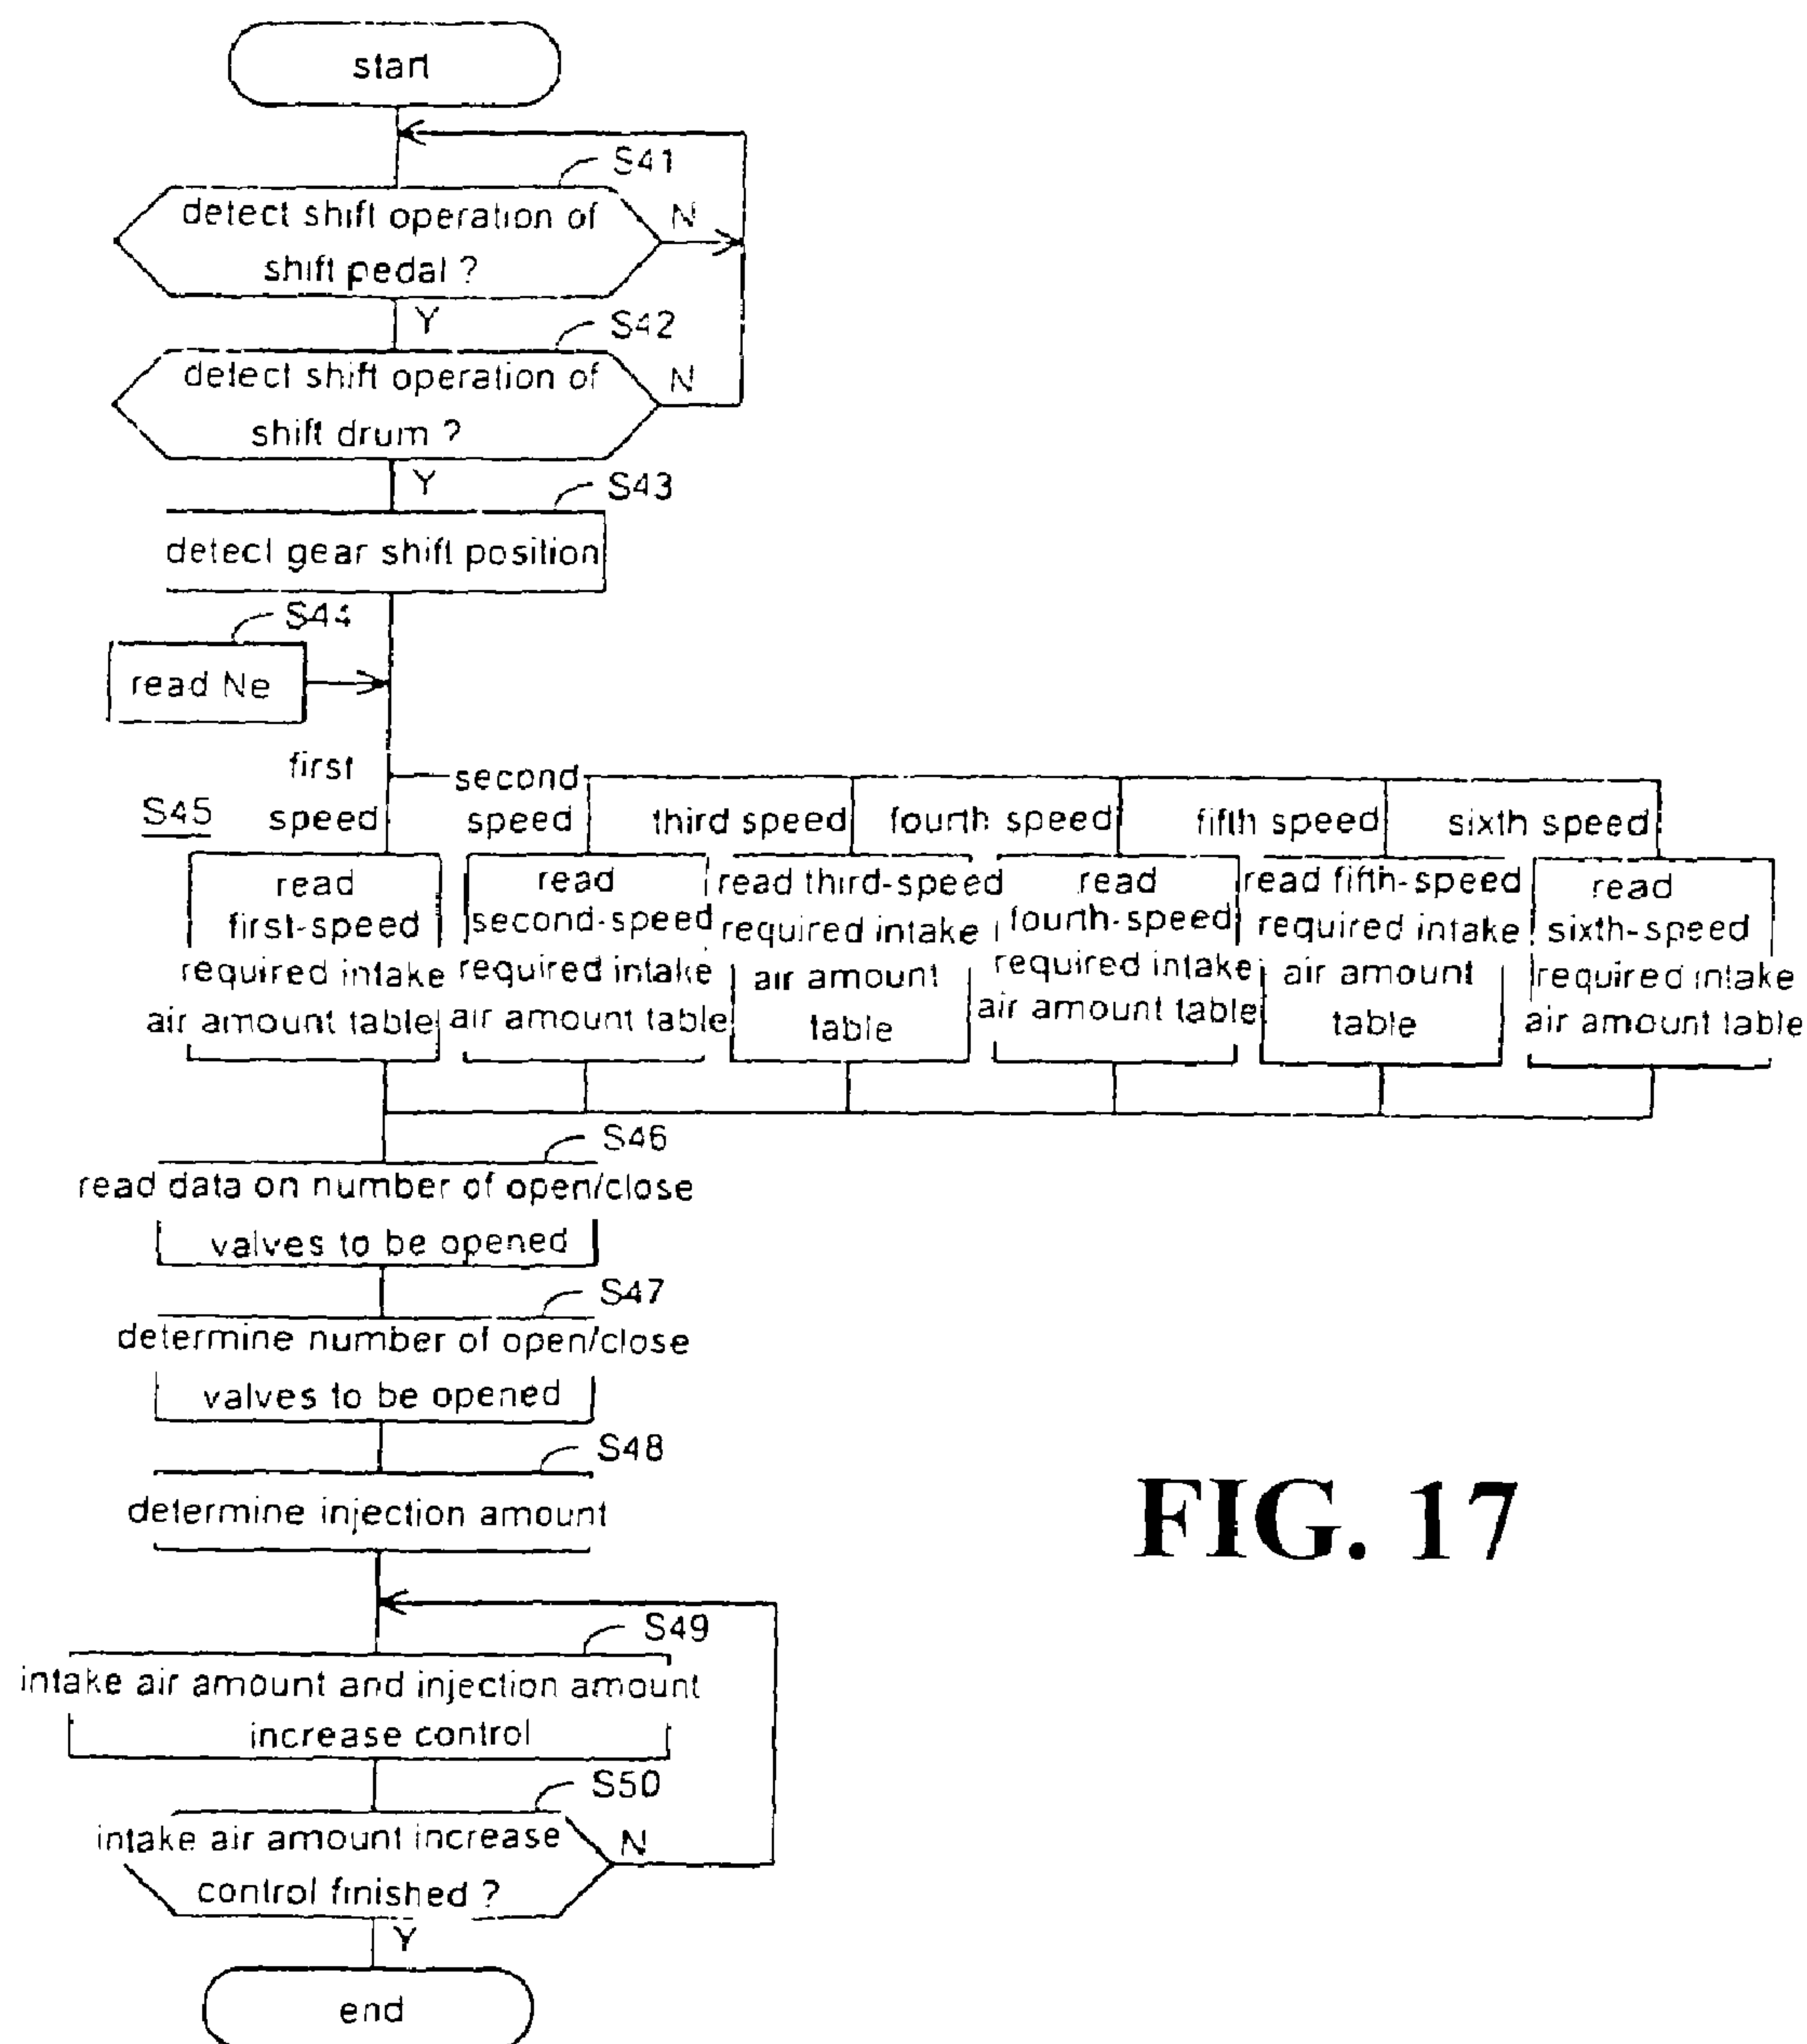 start
S41
detect shift operation of
shift pedal ?
N
Y
S42
detect shift operation of
shift drum ?
N
Y
S43
detect gear shift position
S44
read Ne
S45
first
speed
second
speed
third speed
fourth speed
fifth speed
sixth speed
read
first-speed
required intake
air amount table
read
second-speed
required intake
air amount table
read third-speed
required intake
air amount
table
read
fourth-speed
required intake
air amount table
read fifth-speed
required intake
air amount
table
read
sixth-speed
required intake
air amount table
S46
read data on number of open/close
valves to be opened
S47
determine number of open/close
valves to be opened
S48
determine injection amount
S49
intake air amount and injection amount
increase control
S50
intake air amount increase
control finished ?
N
Y
end
FIG. 17